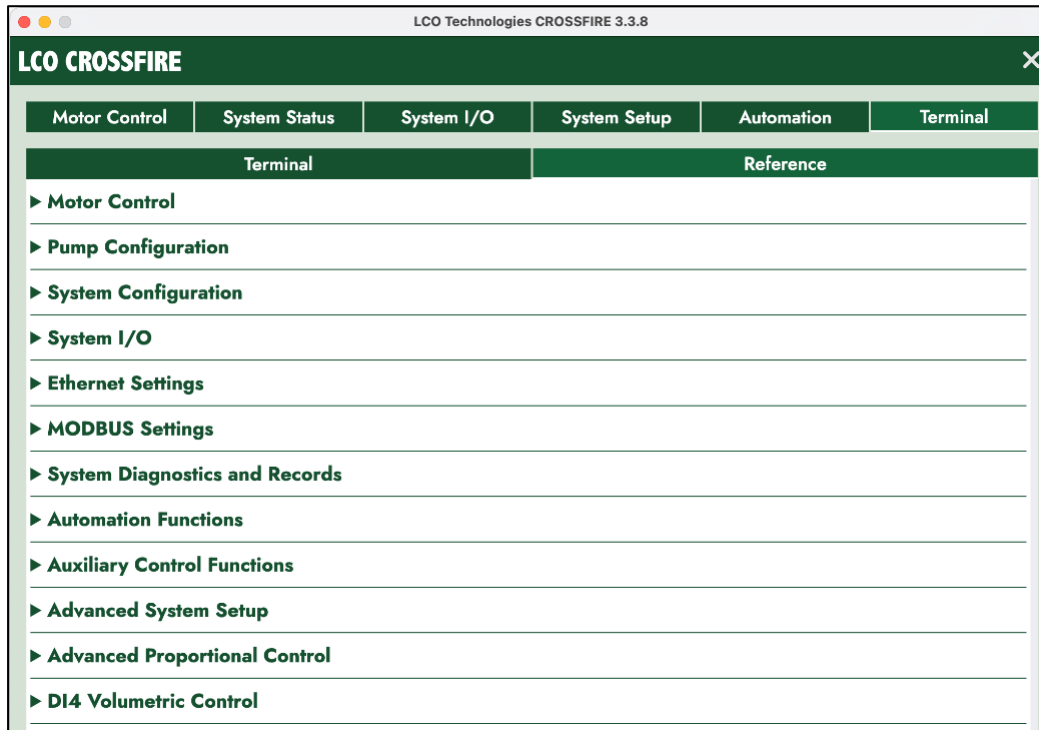 LCO Technologies CROSSFIRE 3.3.8
LCO CROSSFIRE
Motor Control System Status System I/O System Setup Automation Terminal
Terminal Reference
Motor Control
Pump Configuration
System Configuration
System I/O
Ethernet Settings
MODBUS Settings
System Diagnostics and Records
Automation Functions
Auxiliary Control Functions
Advanced System Setup
Advanced Proportional Control
DI4 Volumetric Control